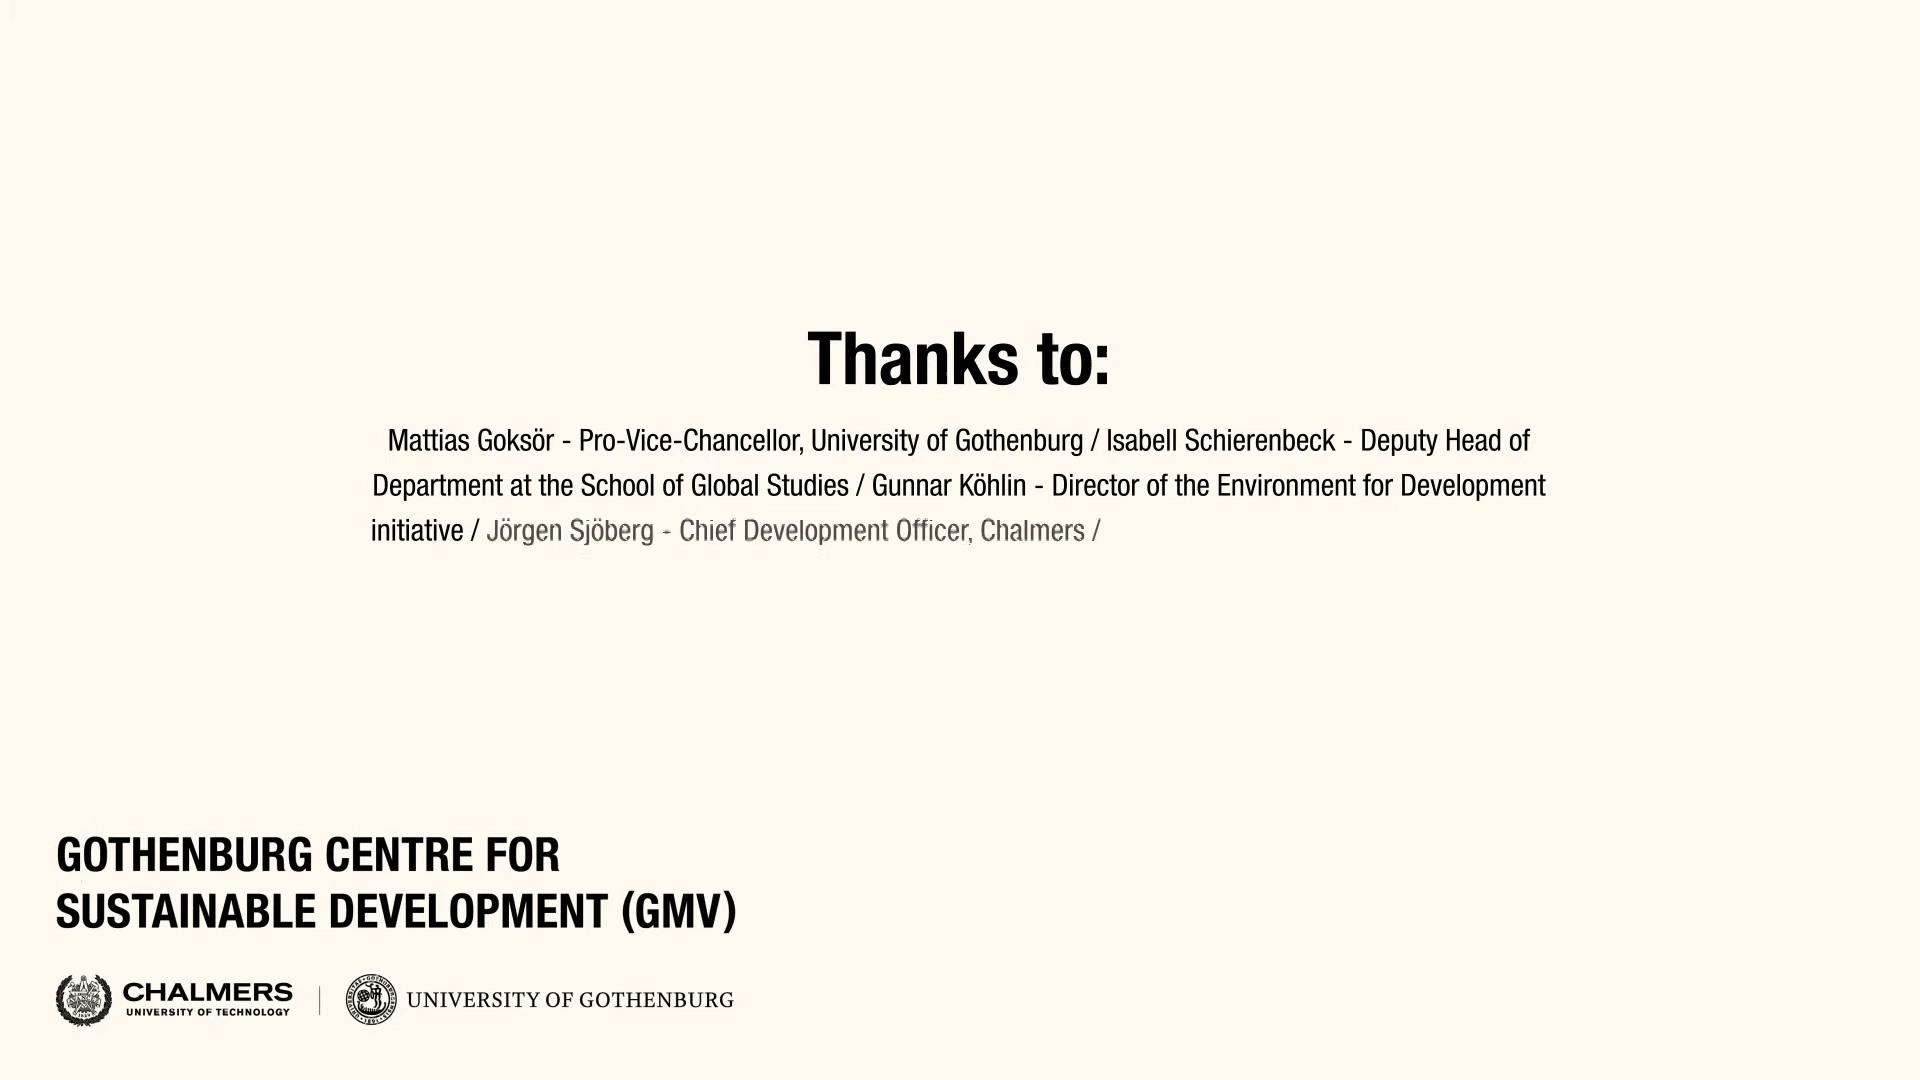 Thanks to:
Mattias Goksör - Pro-Vice-Chancellor, University of Gothenburg / Isabell Schierenbeck - Deputy Head of
Department at the School of Global Studies / Gunnar Köhlin - Director of the Environment for Development
initiative / Jörgen Sjöberg - Chief Development Officer, Chalmers /
GOTHENBURG CENTRE FOR
SUSTAINABLE DEVELOPMENT (GMV)
CHALMERS
UNIVERSITY OF TECHNOLOGY
UNIVERSITY OF GOTHENBURG